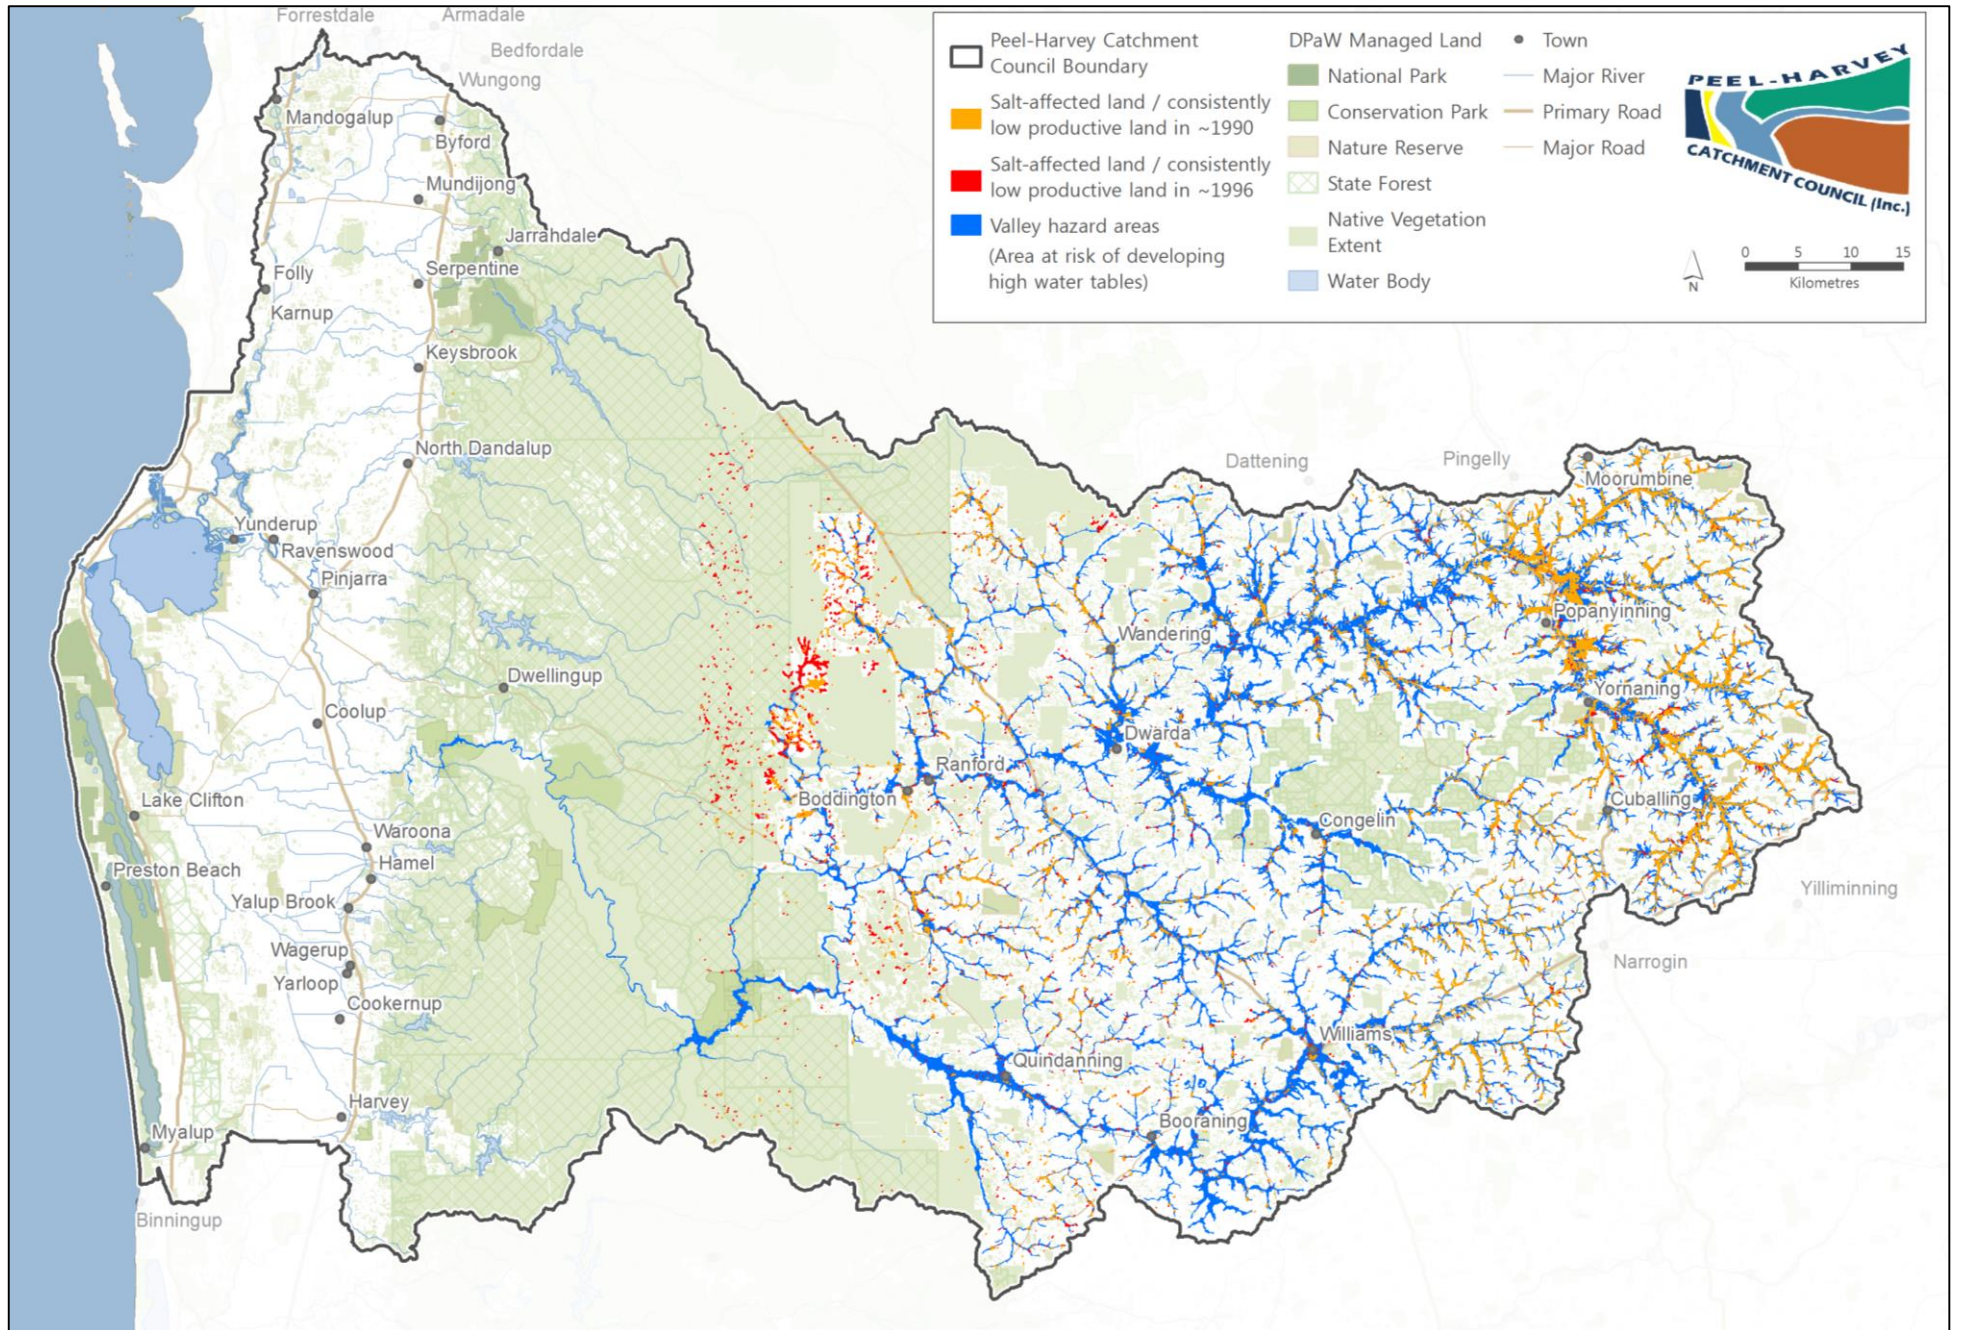 Forrestdale
Armadale
Bedfordale
Wungong
Mandogalup
Byford
Mundijong
Jarrahdale
Folly
Serpentine
Karnup
Keysbrook
North Dandalup
Yunderup
Ravenswood
Pinjarra
Dwellingup
Coolup
Lake Clifton
Waroona
Hamel
Preston Beach
Yalup Brook
Wagerup
Yarloop
Cookernup
Harvey
Myalup
Binningup
Peel-Harvey Catchment
Council Boundary
Salt-affected land / consistently
low productive land in ~1990
Salt-affected land / consistently
low productive land in ~1996
Valley hazard areas
(Area at risk of developing
high water tables)
DPaW Managed Land
National Park
Conservation Park
Nature Reserve
State Forest
Native Vegetation
Extent
Water Body
Town
Major River
Primary Road
Major Road
PEEL-HARVEY
CATCHMENT COUNCIL (Inc.)
N
0 5 10 15
Kilometres
Dattening
Pingelly
Moorumbine
Popanyinning
Wandering
Yornaning
Dwarda
Ranford
Boddington
Cuballing
Congelin
Yilliminning
Narrogin
Williams
Quindanning
Booraning